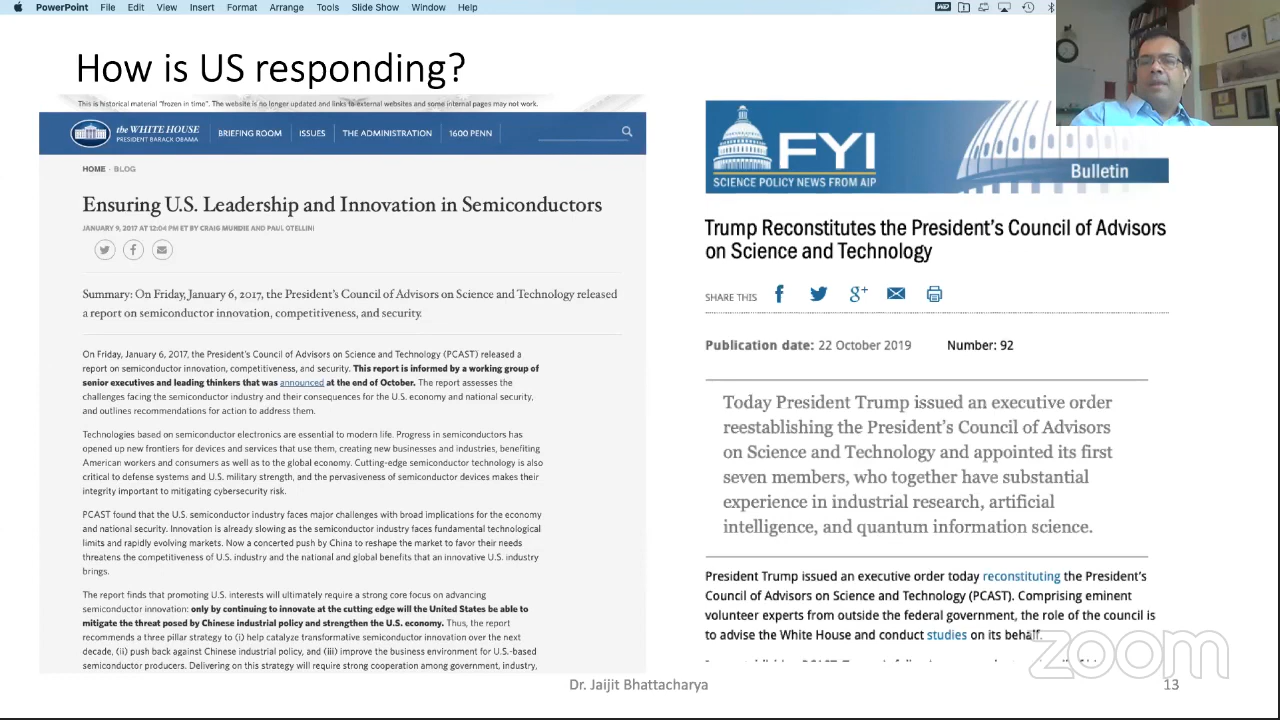 PowerPoint File Edit View Insert Format Arrange Tools Slide Show Window Help
How is US responding?
This is historical material "frozen in time". The website is no longer updated and links to external websites and some internal pages may not work.
the WHITE HOUSE
PRESIDENT BARACK OBAMA
BRIEFING ROOM
ISSUES
THE ADMINISTRATION
1600 PENN
HOME · BLOG
Ensuring U.S. Leadership and Innovation in Semiconductors
JANUARY 9, 2017 AT 12:04 PM ET BY CRAIG MUNDIE AND PAUL OTELLINI
Summary: On Friday, January 6, 2017, the President's Council of Advisors on Science and Technology released
a report on semiconductor innovation, competitiveness, and security.
On Friday, January 6, 2017, the President's Council of Advisors on Science and Technology (PCAST) released a
report on semiconductor innovation, competitiveness, and security. This report is informed by a working group of
senior executives and leading thinkers that was announced at the end of October. The report assesses the
challenges facing the semiconductor industry and their consequences for the U.S. economy and national security,
and outlines recommendations for action to address them.
Technologies based on semiconductor electronics are essential to modern life. Progress in semiconductors has
opened up new frontiers for devices and services that use them, creating new businesses and industries, benefiting
American workers and consumers as well as to the global economy. Cutting-edge semiconductor technology is also
critical to defense systems and U.S. military strength, and the pervasiveness of semiconductor devices makes their
integrity important to mitigating cybersecurity risk.
PCAST found that the U.S. semiconductor industry faces major challenges with broad implications for the economy
and national security. Innovation is already slowing as the semiconductor industry faces fundamental technological
limits and rapidly evolving markets. Now a concerted push by China to reshape the market to favor their needs
threatens the competitiveness of U.S. industry and the national and global benefits that an innovative U.S. industry
brings.
The report finds that promoting U.S. interests will ultimately require a strong core focus on advancing
semiconductor innovation: only by continuing to innovate at the cutting edge will the United States be able to
mitigate the threat posed by Chinese industrial policy and strengthen the U.S. economy. Thus, the report
recommends a three pillar strategy to (i) help catalyze transformative semiconductor innovation over the next
decade, (ii) push back against Chinese industrial policy, and (iii) improve the business environment for U.S.-based
semiconductor producers. Delivering on this strategy will require strong cooperation among government, industry,
FYI
SCIENCE POLICY NEWS FROM AIP
Bulletin
Trump Reconstitutes the President's Council of Advisors
on Science and Technology
SHARE THIS
Publication date: 22 October 2019 Number: 92
Today President Trump issued an executive order
reestablishing the President's Council of Advisors
on Science and Technology and appointed its first
seven members, who together have substantial
experience in industrial research, artificial
intelligence, and quantum information science.
President Trump issued an executive order today reconstituting the President's
Council of Advisors on Science and Technology (PCAST). Comprising eminent
volunteer experts from outside the federal government, the role of the council is
to advise the White House and conduct studies on its behalf.
zoom
Dr. Jaijit Bhattacharya
13